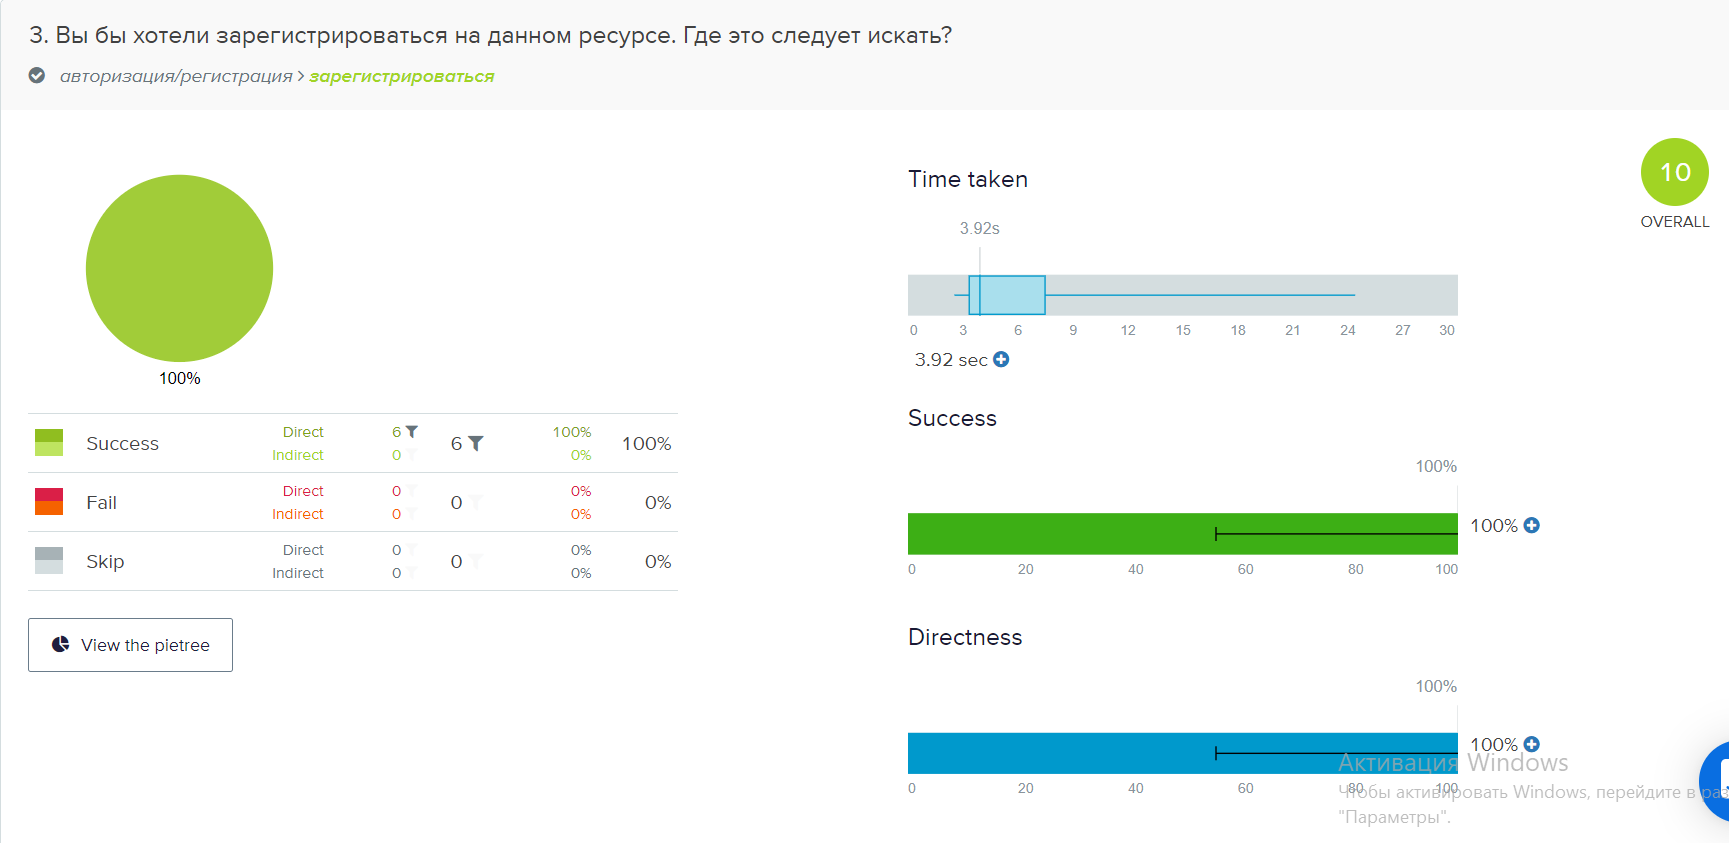 3. Вы бы хотели зарегистрироваться на данном ресурсе. Где это следует искать?
авторизация/регистрация > зарегистрироваться
100%
Success
Direct 6 100%
Indirect 0 0%
6 100%
Fail
Direct 0 0%
Indirect 0 0%
0 0%
Skip
Direct 0 0%
Indirect 0 0%
0 0%
View the pietree
Time taken
3.92s
0 3 6 9 12 15 18 21 24 27 30
3.92 sec
10
OVERALL
Success
100%
100%
0 20 40 60 80 100
Directness
100%
100%
0 20 40 60 80 100
Активация Windows
Чтобы активировать Windows, перейдите в раз
"Параметры".